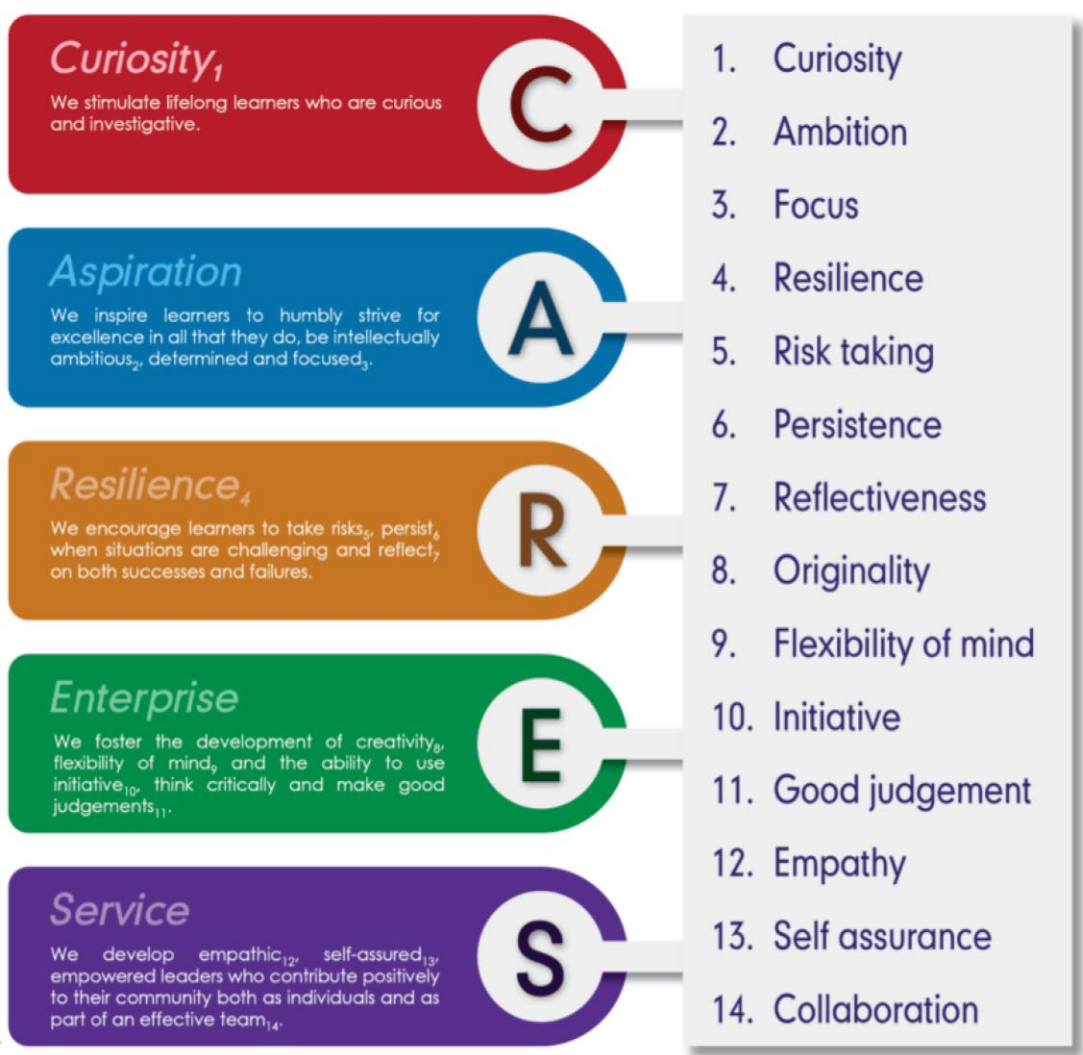 Curiosity₁
We stimulate lifelong learners who are curious
and investigative.
C
Aspiration
We inspire learners to humbly strive for
excellence in all that they do, be intellectually
ambitious₂, determined and focused₃.
A
Resilience₄
We encourage learners to take risks₅, persist₆
when situations are challenging and reflect₇
on both successes and failures.
R
Enterprise
We foster the development of creativity₈,
flexibility of mind₉ and the ability to use
initiative₁₀, think critically and make good
judgements₁₁.
E
Service
We develop empathic₁₂, self-assured₁₃,
empowered leaders who contribute positively
to their community both as individuals and as
part of an effective team₁₄.
S
1. Curiosity
2. Ambition
3. Focus
4. Resilience
5. Risk taking
6. Persistence
7. Reflectiveness
8. Originality
9. Flexibility of mind
10. Initiative
11. Good judgement
12. Empathy
13. Self assurance
14. Collaboration